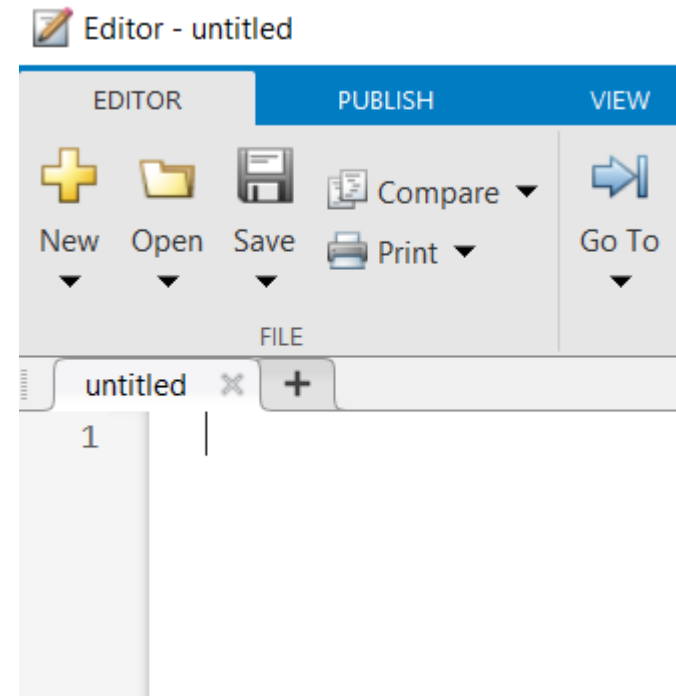 Editor - untitled
EDITOR PUBLISH VIEW
New Open Save Compare Go To
Print
FILE
untitled
1